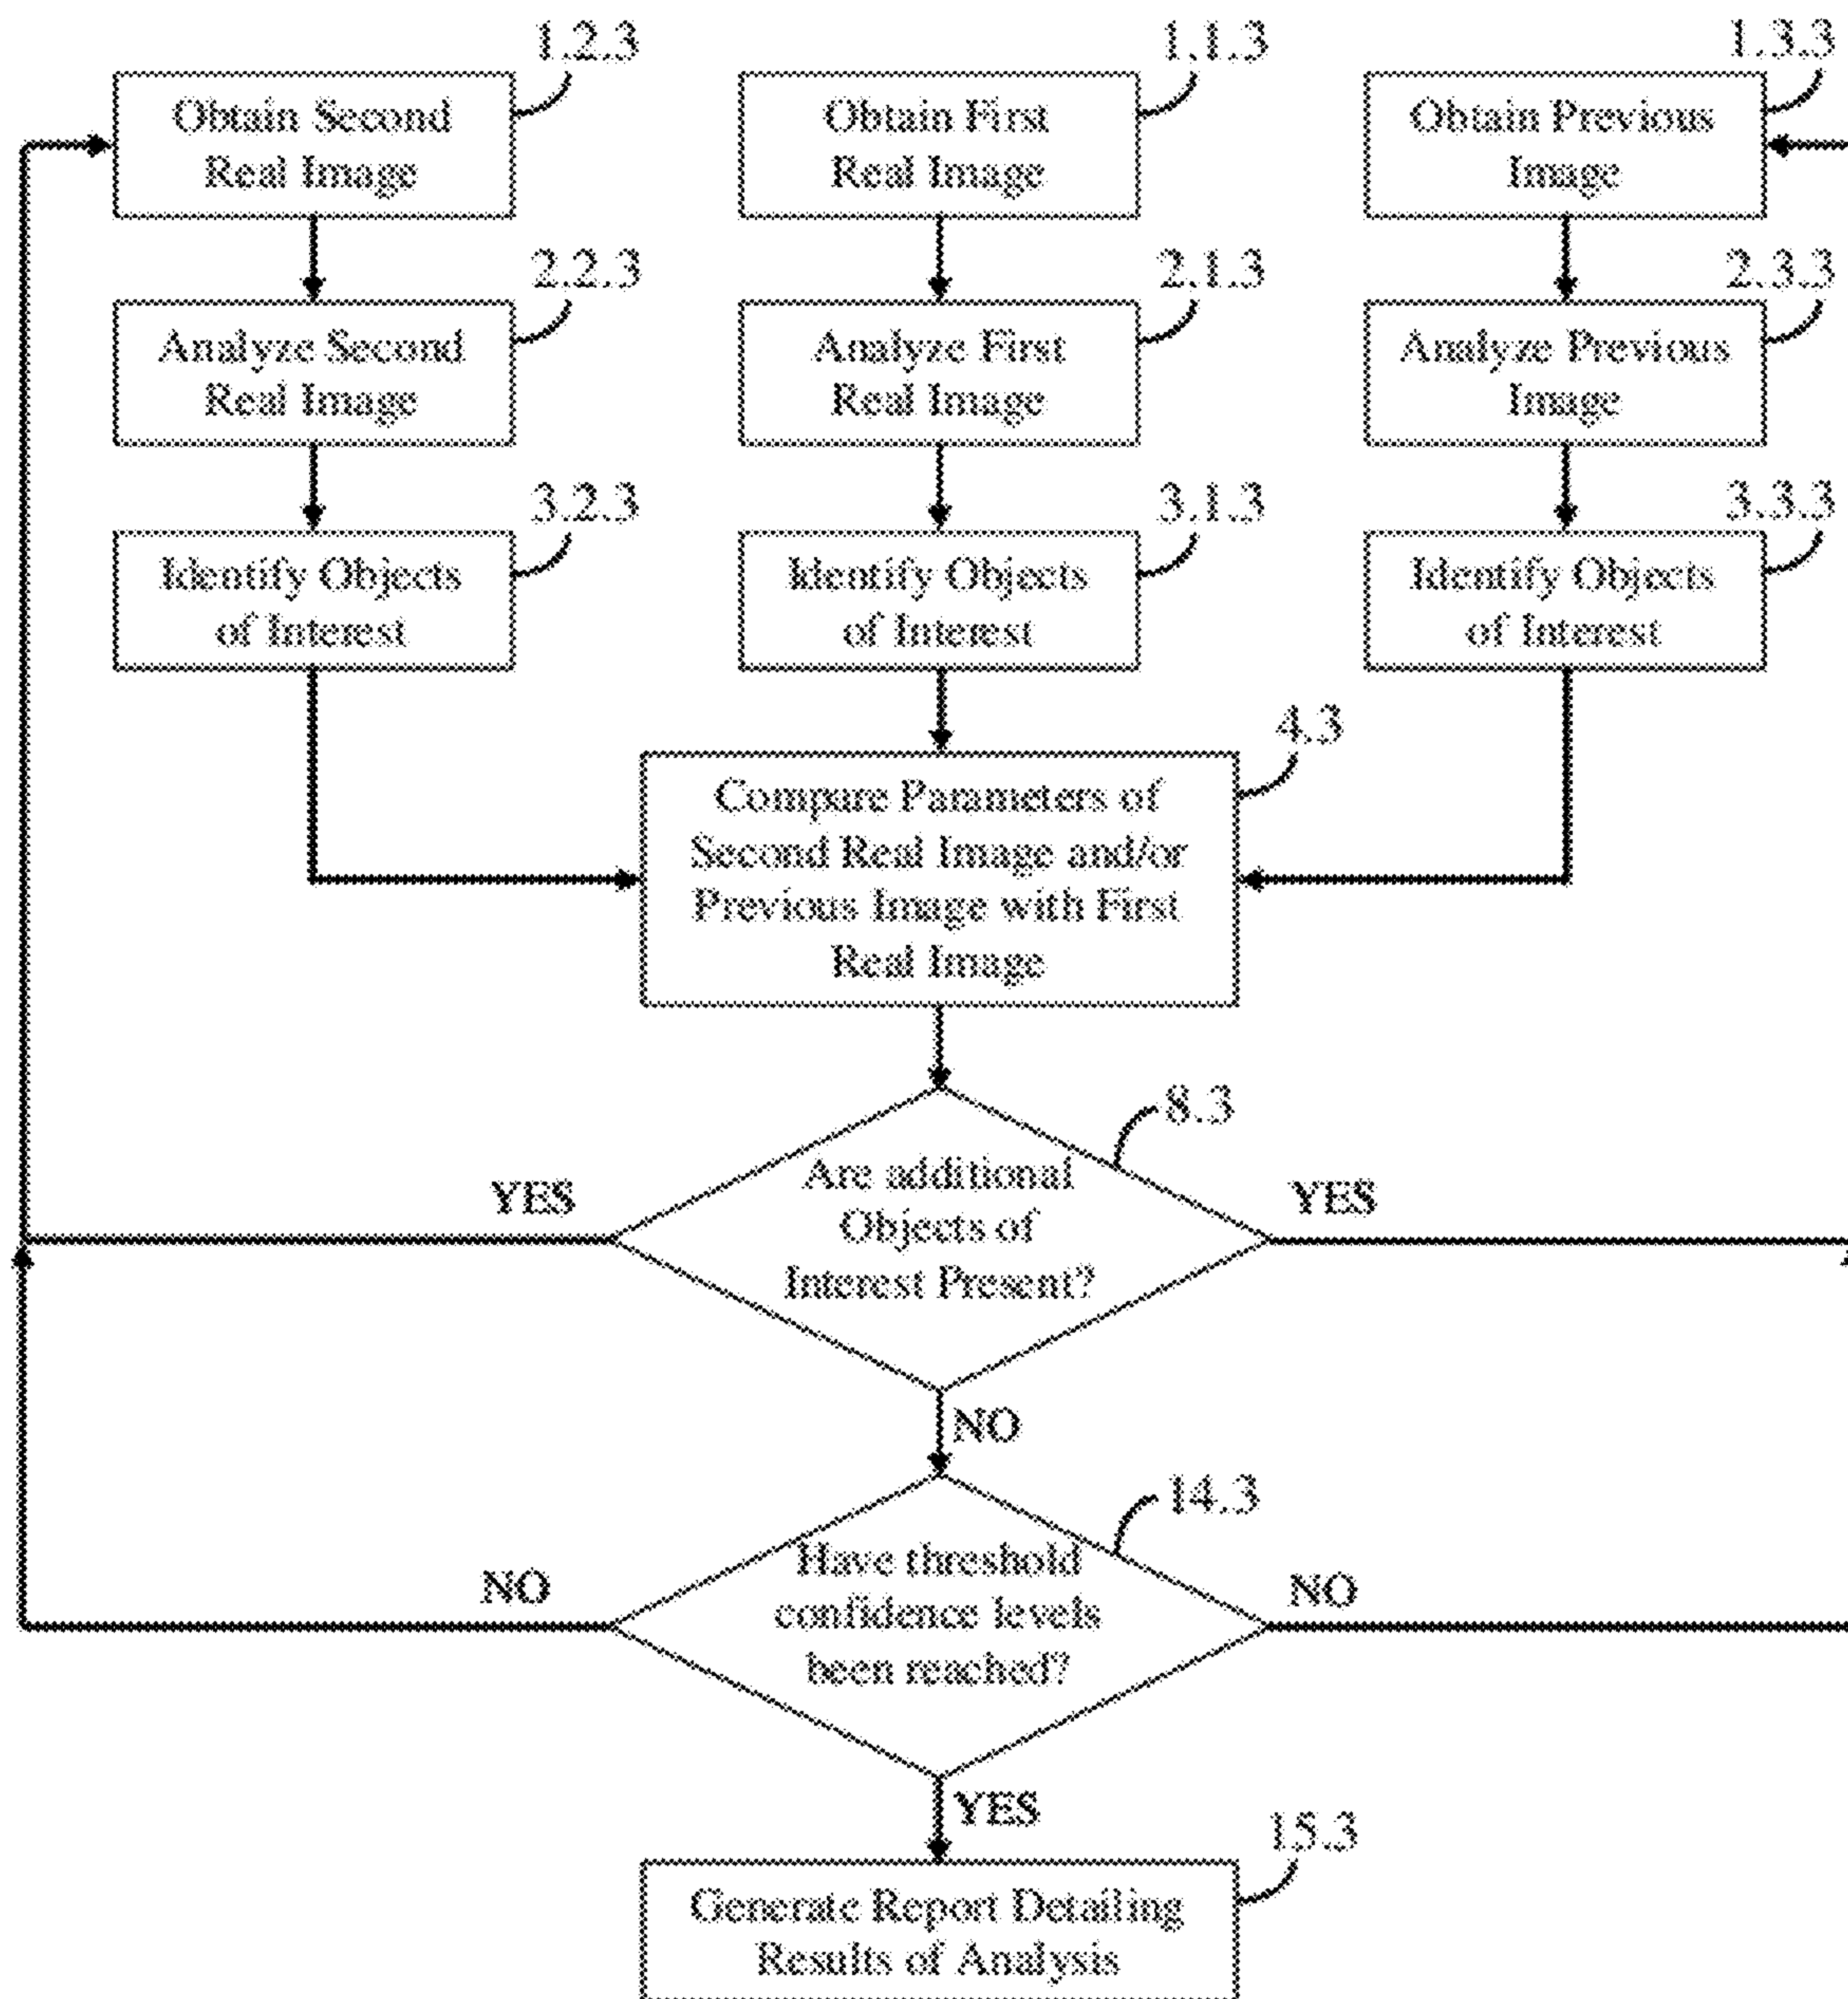 1.2.3
1.1.3
1.3.3
Obtain Second
Real Image
Obtain First
Real Image
Obtain Previous
Image
2.2.3
2.1.3
2.3.3
Analyze Second
Real Image
Analyze First
Real Image
Analyze Previous
Image
3.2.3
3.1.3
3.3.3
Identify Objects
of Interest
Identify Objects
of Interest
Identify Objects
of Interest
4.3
Compare Parameters of
Second Real Image and/or
Previous Image with First
Real Image
8.3
Are additional
Objects of
Interest Present?
YES
YES
NO
14.3
Have threshold
confidence levels
been reached?
NO
NO
YES
15.3
Generate Report Detailing
Results of Analysis